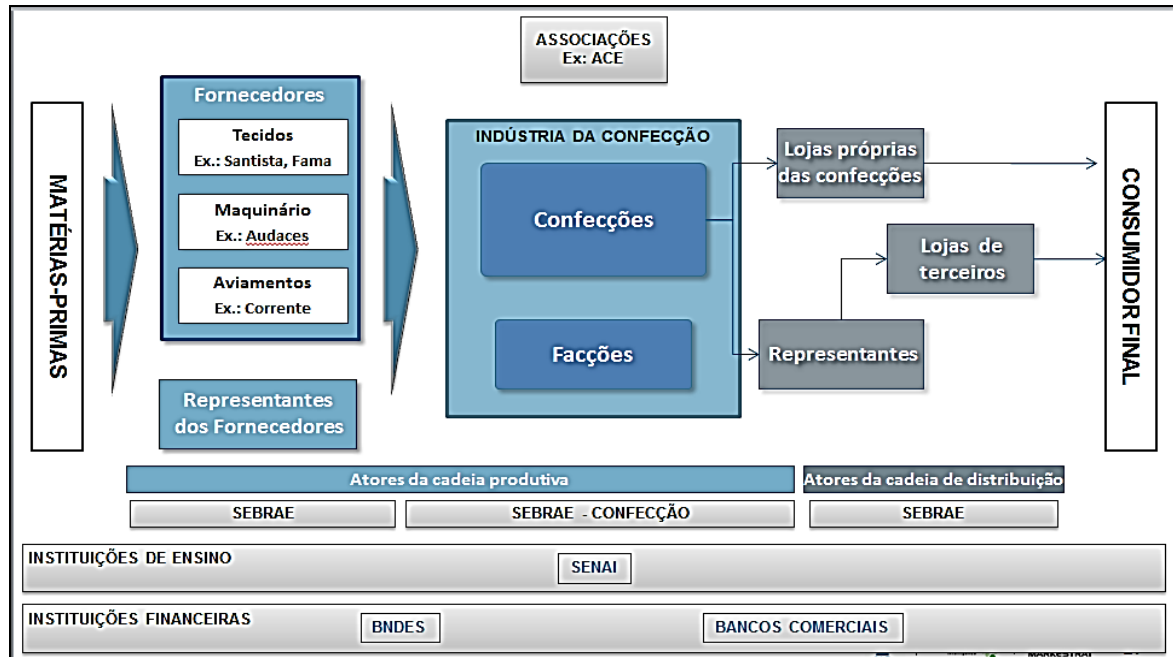 ASSOCIAÇÕES
Ex: ACE
MATÉRIAS-PRIMAS
Fornecedores
Tecidos
Ex.: Santista, Fama
Maquinário
Ex.: Audaces
Aviamentos
Ex.: Corrente
Representantes
dos Fornecedores
INDÚSTRIA DA CONFECÇÃO
Confecções
Facções
Lojas próprias
das confecções
Lojas de
terceiros
Representantes
CONSUMIDOR FINAL
Atores da cadeia produtiva
Atores da cadeia de distribuição
SEBRAE
SEBRAE - CONFECÇÃO
SEBRAE
INSTITUIÇÕES DE ENSINO
SENAI
INSTITUIÇÕES FINANCEIRAS
BNDES
BANCOS COMERCIAIS